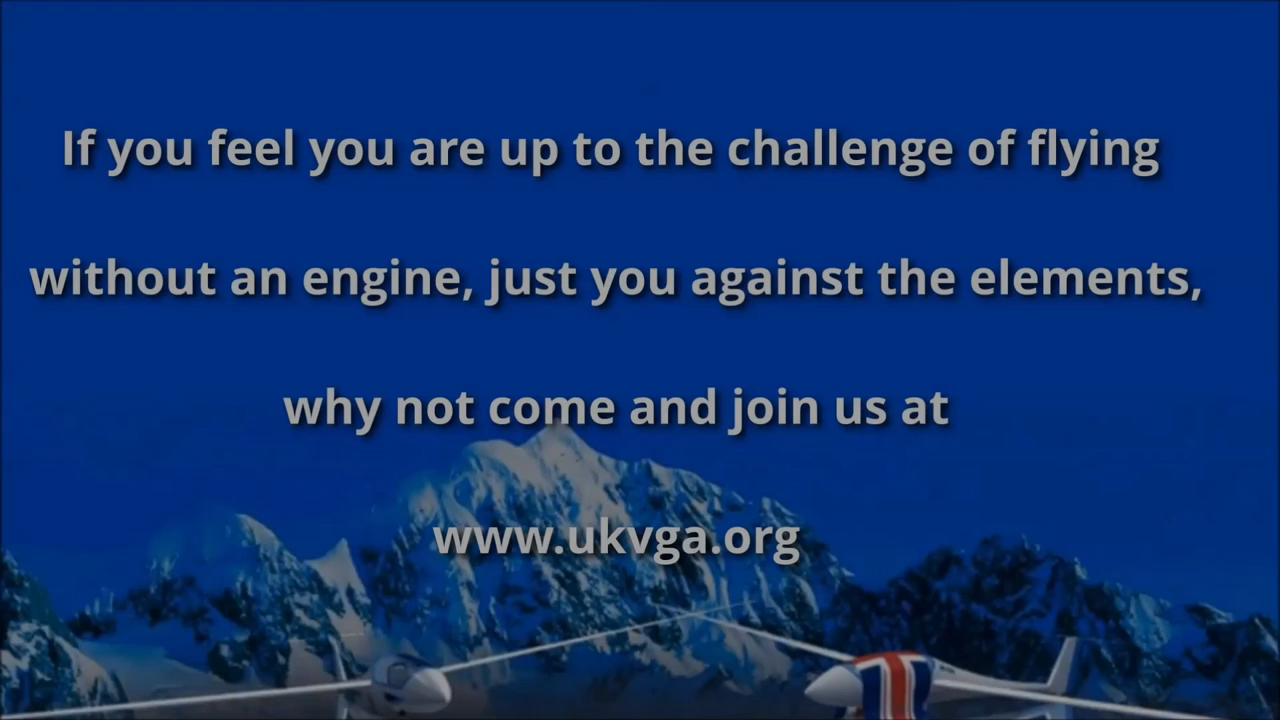 If you feel you are up to the challenge of flying
without an engine, just you against the elements,
why not come and join us at
www.ukvga.org